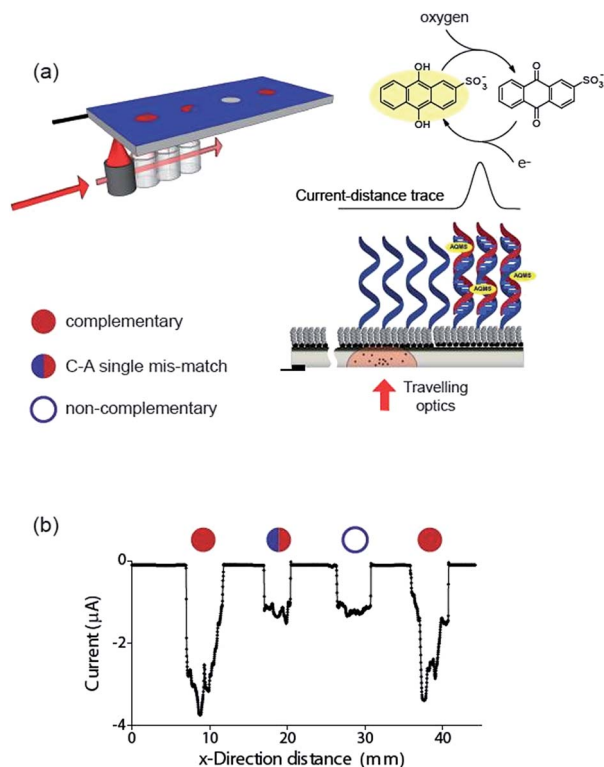 (a)
oxygen
OH
SO₃⁻
OH
O
SO₃⁻
O
e-
Current-distance trace
AQMS
AQMS
AQMS
complementary
C-A single mis-match
non-complementary
Travelling
optics
(b)
0
-2
-4
Current (μA)
0 10 20 30 40
x-Direction distance (mm)